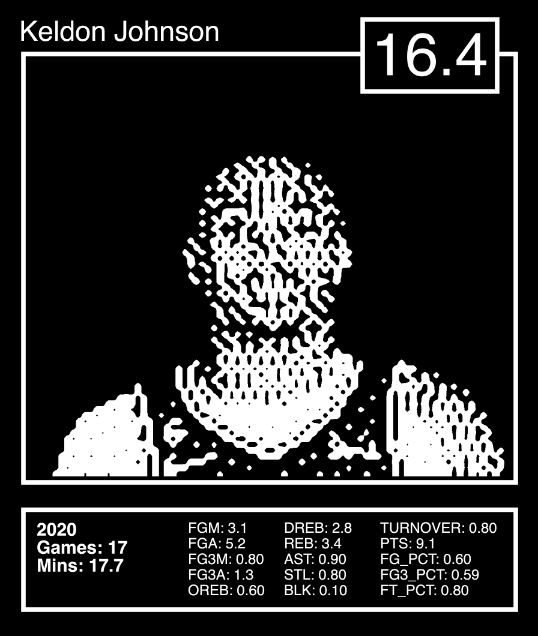 Keldon Johnson
16.4
2020
Games: 17
Mins: 17.7
FGM: 3.1
FGA: 5.2
FG3M: 0.80
FG3A: 1.3
OREB: 0.60
DREB: 2.8
REB: 3.4
AST: 0.90
STL: 0.80
BLK: 0.10
TURNOVER: 0.80
PTS: 9.1
FG_PCT: 0.60
FG3_PCT: 0.59
FT_PCT: 0.80